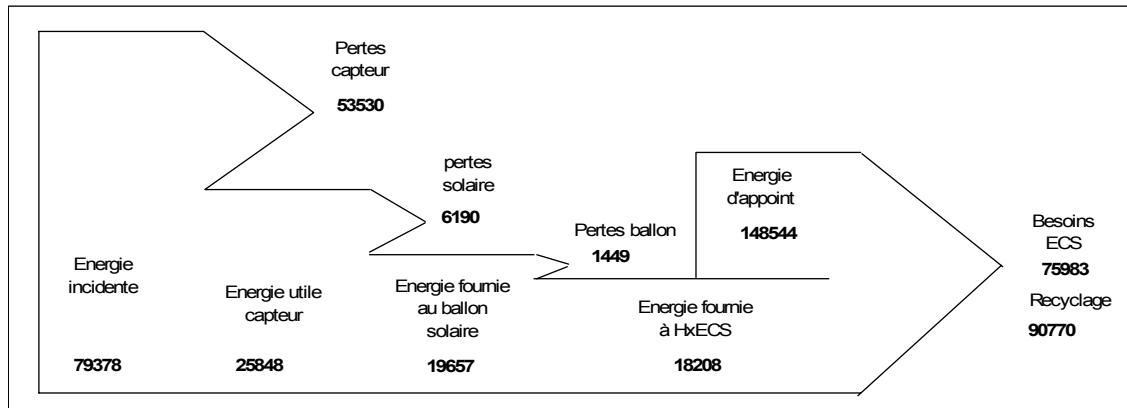 Pertes
capteur
53530
pertes
solaire
6190
Pertes ballon
1449
Energie
d'appoint
148544
Besoins
ECS
75983
Recyclage
90770
Energie
incidente
79378
Energie utile
capteur
25848
Energie fournie
au ballon
solaire
19657
Energie fournie
à HxECS
18208